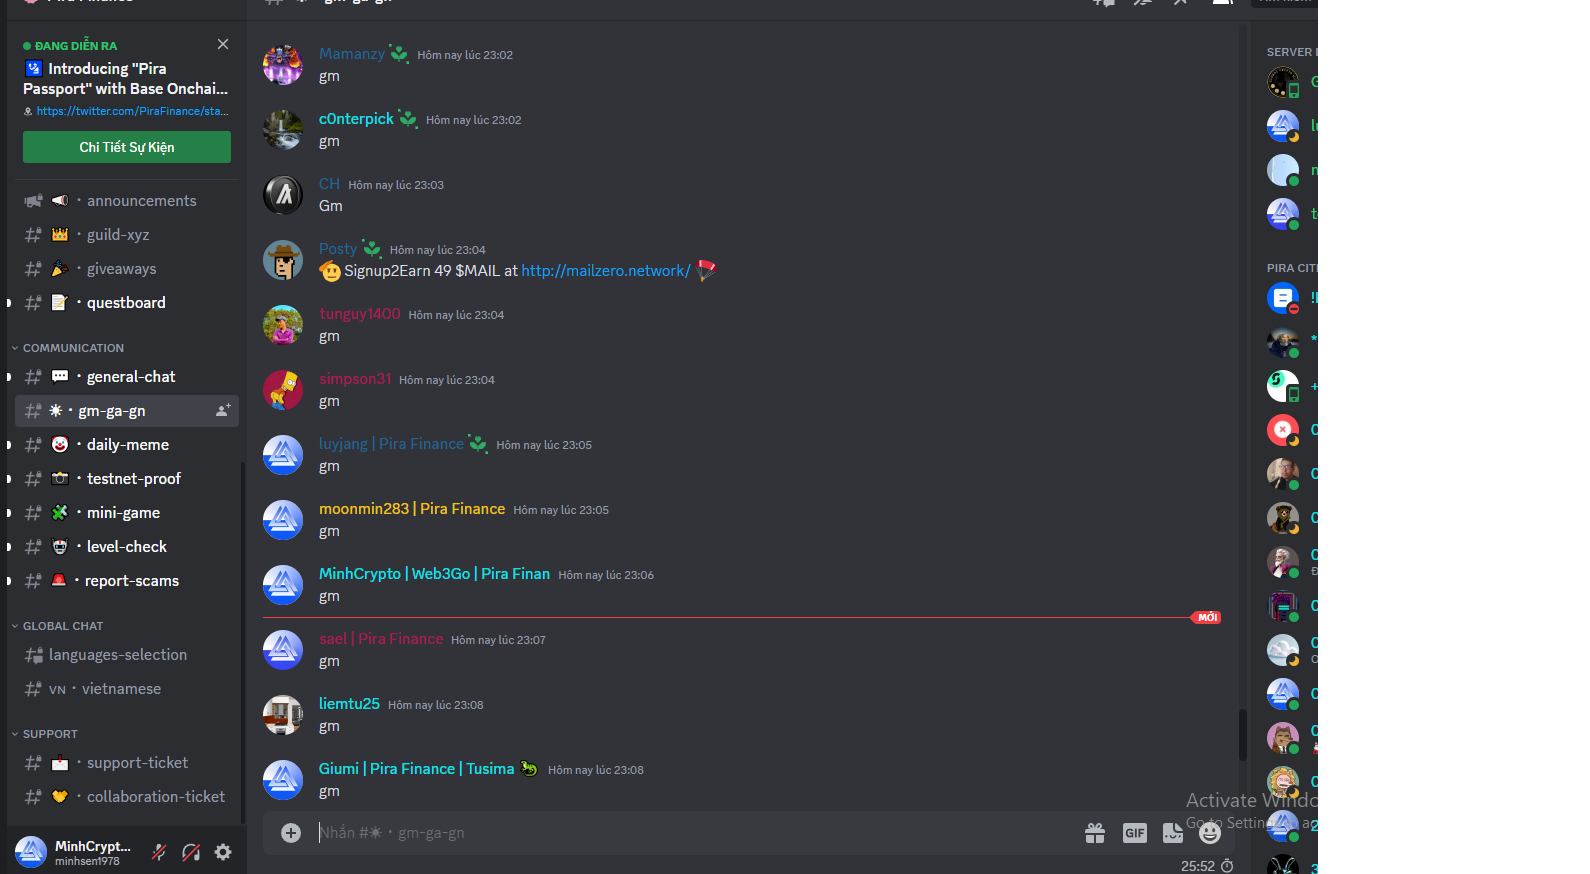 Pira Finance
gm-ga-gn
ĐANG DIỄN RA
Introducing "Pira
Passport" with Base Onchai...
https://twitter.com/PiraFinance/sta...
Chi Tiết Sự Kiện
announcements
guild-xyz
giveaways
questboard
COMMUNICATION
general-chat
gm-ga-gn
daily-meme
testnet-proof
mini-game
level-check
report-scams
GLOBAL CHAT
languages-selection
VN · vietnamese
SUPPORT
support-ticket
collaboration-ticket
MinhCrypt...
minhsen1978
Mamanzy Hôm nay lúc 23:02
gm
c0nterpick Hôm nay lúc 23:02
gm
CH Hôm nay lúc 23:03
Gm
Posty Hôm nay lúc 23:04
Signup2Earn 49 $MAIL at http://mailzero.network/
tunguy1400 Hôm nay lúc 23:04
gm
simpson31 Hôm nay lúc 23:04
gm
luyjang | Pira Finance Hôm nay lúc 23:05
gm
moonmin283 | Pira Finance Hôm nay lúc 23:05
gm
MinhCrypto | Web3Go | Pira Finan Hôm nay lúc 23:06
gm
MỚI
sael | Pira Finance Hôm nay lúc 23:07
gm
liemtu25 Hôm nay lúc 23:08
gm
Giumi | Pira Finance | Tusima Hôm nay lúc 23:08
gm
Nhắn #☀ · gm-ga-gn
GIF
25:52
SERVER
PIRA CIT
Activate Windo
Go to Setting